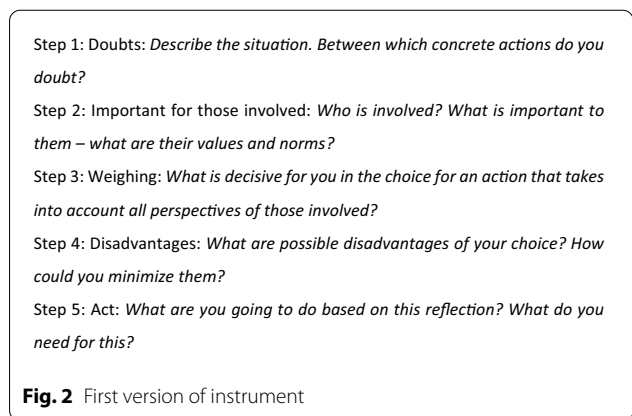 Step 1: Doubts: Describe the situation. Between which concrete actions do you
doubt?
Step 2: Important for those involved: Who is involved? What is important to
them – what are their values and norms?
Step 3: Weighing: What is decisive for you in the choice for an action that takes
into account all perspectives of those involved?
Step 4: Disadvantages: What are possible disadvantages of your choice? How
could you minimize them?
Step 5: Act: What are you going to do based on this reflection? What do you
need for this?
Fig. 2 First version of instrument